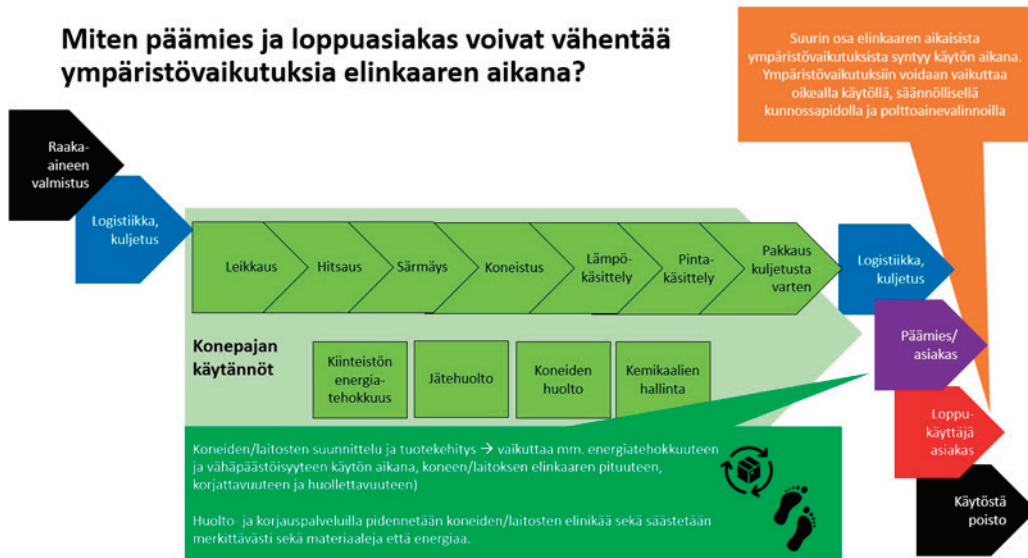 Miten päämies ja loppuasiakas voivat vähentää
ympäristövaikutuksia elinkaaren aikana?
Suurin osa elinkaaren aikaisista
ympäristövaikutuksista syntyy käytön aikana.
Ympäristövaikutuksiin voidaan vaikuttaa
oikealla käytöllä, säännöllisellä
kunnossapidolla ja polttoainevalinnoilla
Raaka-
aineen
valmistus
Logistiikka,
kuljetus
Leikkaus
Hitsaus
Särmäys
Koneistus
Lämpö-
käsittely
Pinta-
käsittely
Pakkaus
kuljetusta
varten
Logistiikka,
kuljetus
Päämies/
asiakas
Loppu-
käyttäjä
asiakas
Käytöstä
poisto
Konepajan
käytännöt
Kiinteistön
energia-
tehokkuus
Jätehuolto
Koneiden
huolto
Kemikaalien
hallinta
Koneiden/laitosten suunnittelu ja tuotekehitys → vaikuttaa mm. energiatehokkuuteen
ja vähäpäästöisyyteen käytön aikana, koneen/laitoksen elinkaaren pituuteen,
korjattavuuteen ja huollettavuuteen)
Huolto- ja korjauspalveluilla pidennetään koneiden/laitosten elinikää sekä säästetään
merkittävästi sekä materiaaleja että energiaa.